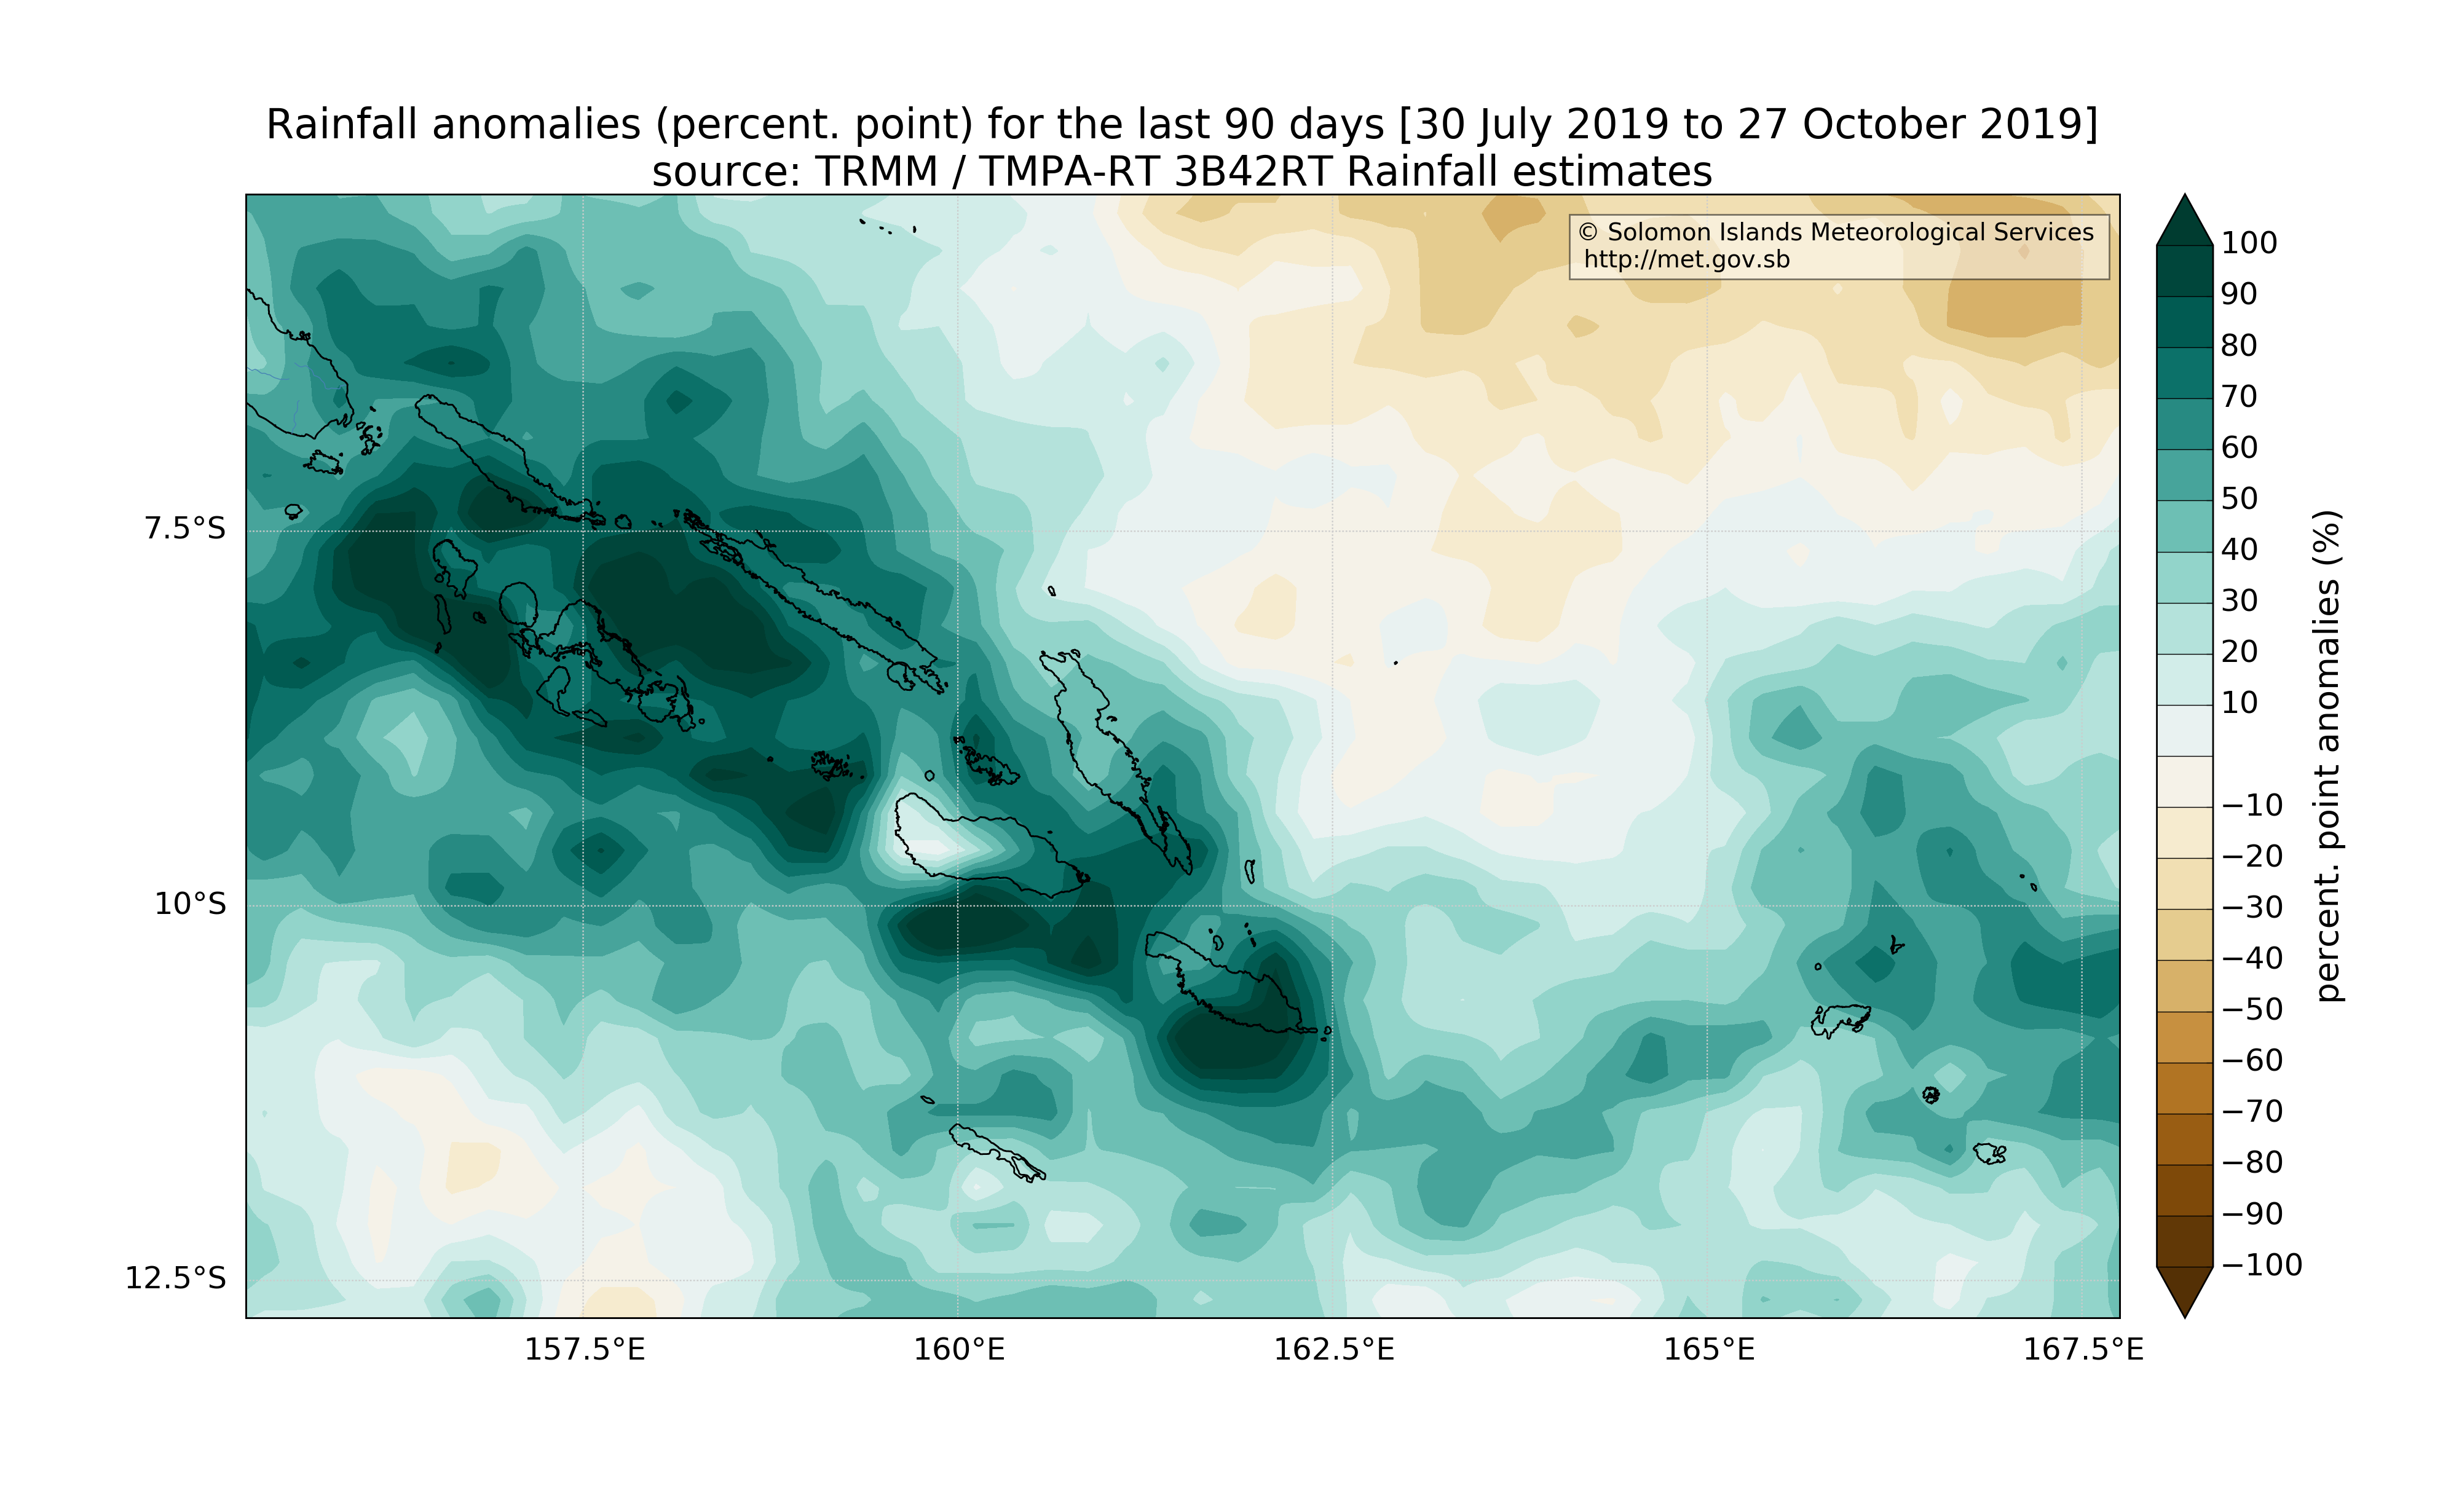 Rainfall anomalies (percent. point) for the last 90 days [30 July 2019 to 27 October 2019]
source: TRMM / TMPA-RT 3B42RT Rainfall estimates
© Solomon Islands Meteorological Services
http://met.gov.sb
7.5°S
10°S
12.5°S
157.5°E
160°E
162.5°E
165°E
167.5°E
100
90
80
70
60
50
40
30
20
10
−10
−20
−30
−40
−50
−60
−70
−80
−90
−100
percent. point anomalies (%)